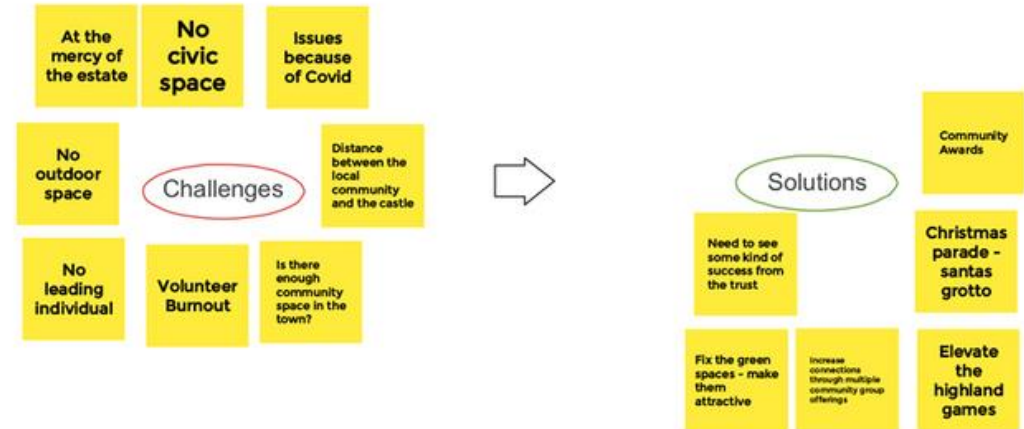 At the
mercy of
the estate
No
civic
space
Issues
because
of Covid
No
outdoor
space
Challenges
Distance
between the
local
community
and the castle
No
leading
individual
Volunteer
Burnout
Is there
enough
community
space in the
town?
Solutions
Community
Awards
Need to see
some kind of
success from
the trust
Christmas
parade -
santas
grotto
Fix the green
spaces - make
them
attractive
Increase
connections
through multiple
community group
offerings
Elevate
the
highland
games